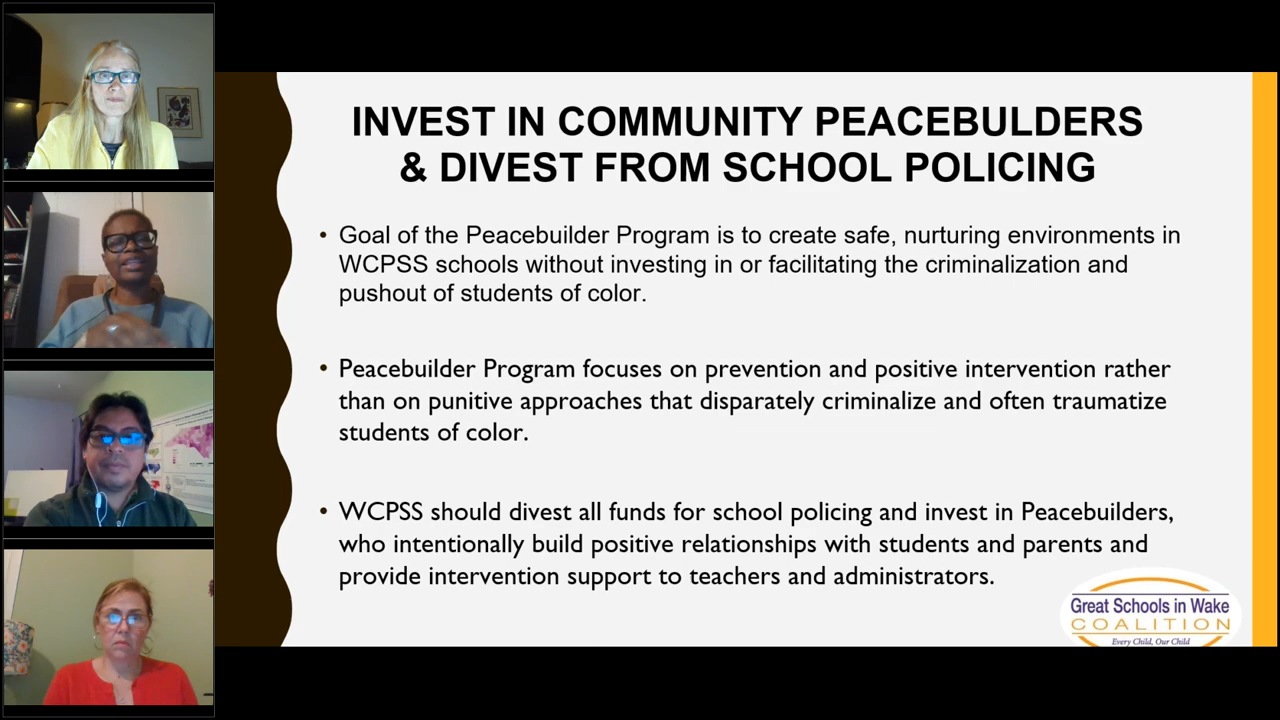 INVEST IN COMMUNITY PEACEBULDERS
& DIVEST FROM SCHOOL POLICING
• Goal of the Peacebuilder Program is to create safe, nurturing environments in
WCPSS schools without investing in or facilitating the criminalization and
pushout of students of color.
• Peacebuilder Program focuses on prevention and positive intervention rather
than on punitive approaches that disparately criminalize and often traumatize
students of color.
• WCPSS should divest all funds for school policing and invest in Peacebuilders,
who intentionally build positive relationships with students and parents and
provide intervention support to teachers and administrators.
Great Schools in Wake
COALITION
Every Child, Our Child